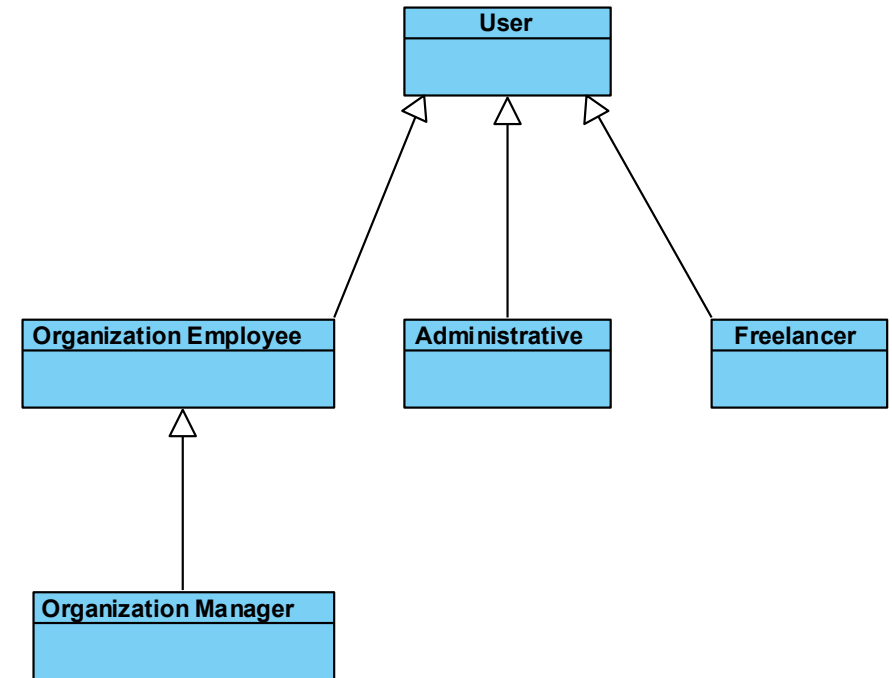 User
Organization Employee
Administrative
Freelancer
Organization Manager